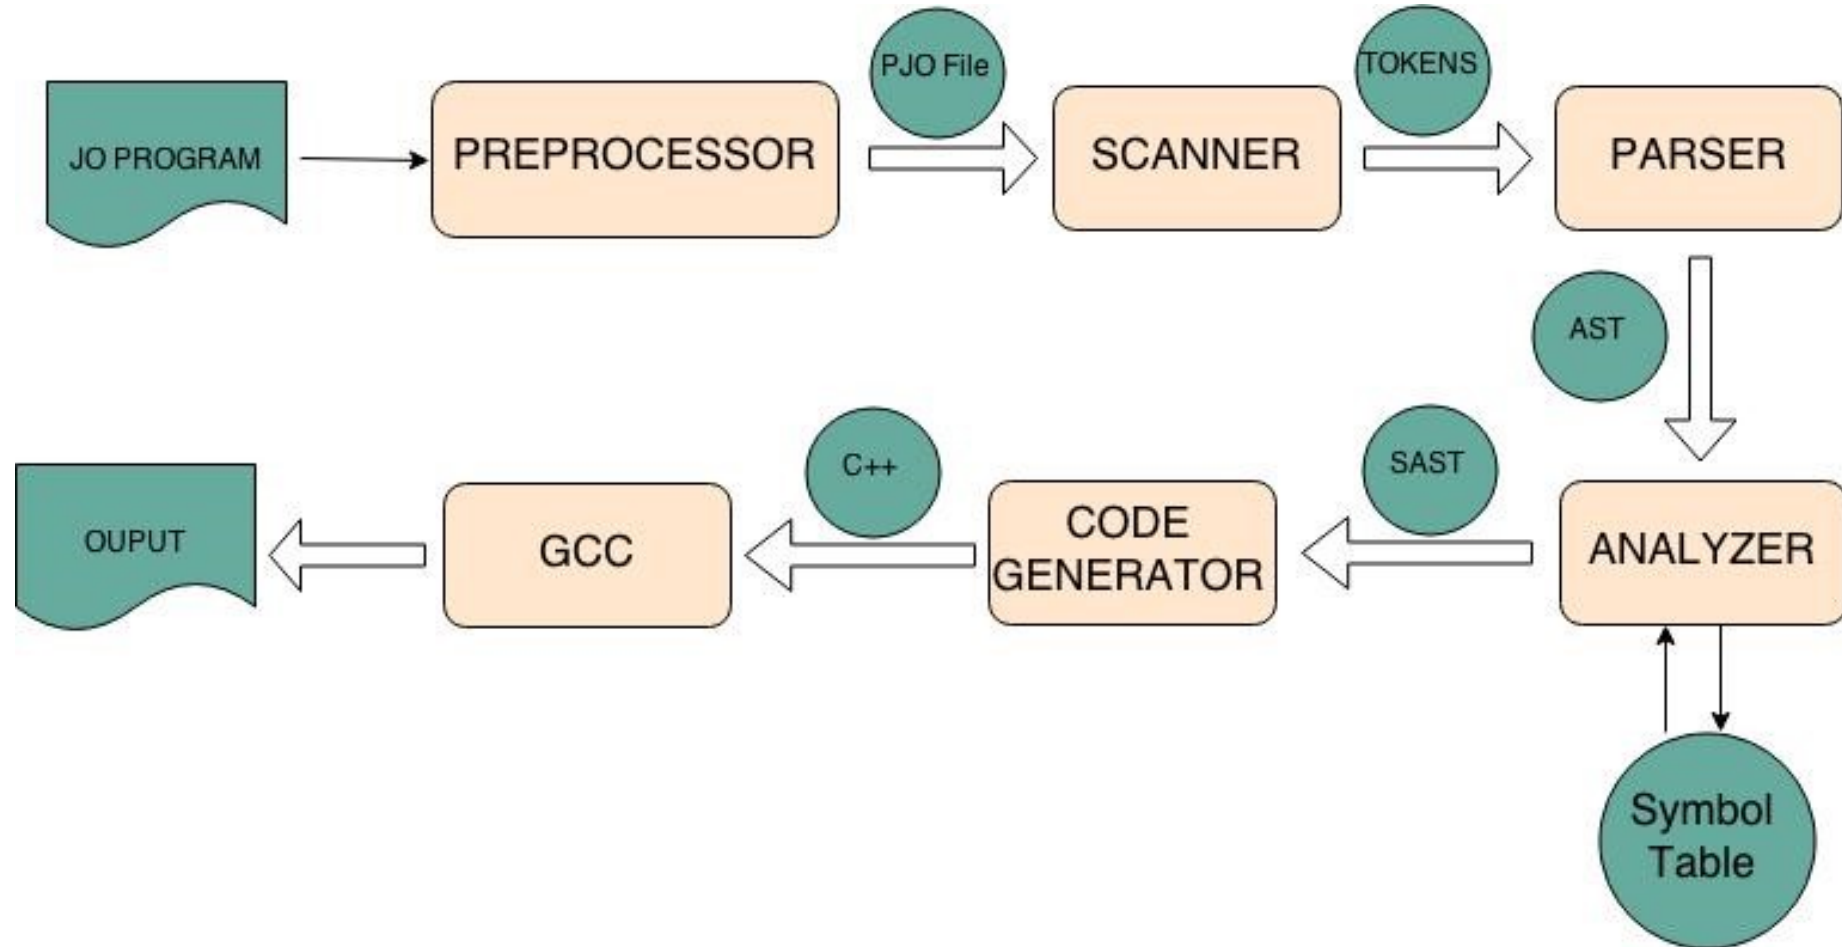 PJO File
TOKENS
JO PROGRAM
PREPROCESSOR
SCANNER
PARSER
AST
SAST
C++
OUPUT
GCC
CODE
GENERATOR
ANALYZER
Symbol
Table